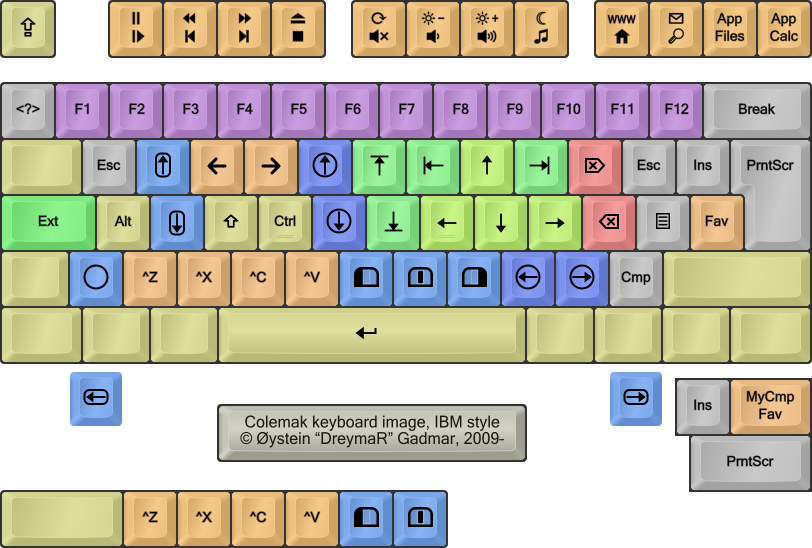 WWW App App
Files Calc
<?> F1 F2 F3 F4 F5 F6 F7 F8 F9 F10 F11 F12 Break
Esc Esc Ins PrntScr
Ext Alt Ctrl Fav
^Z ^X ^C ^V Cmp
Ins MyCmp
Fav
Colemak keyboard image, IBM style
© Øystein “DreymaR” Gadmar, 2009-
PrntScr
^Z ^X ^C ^V